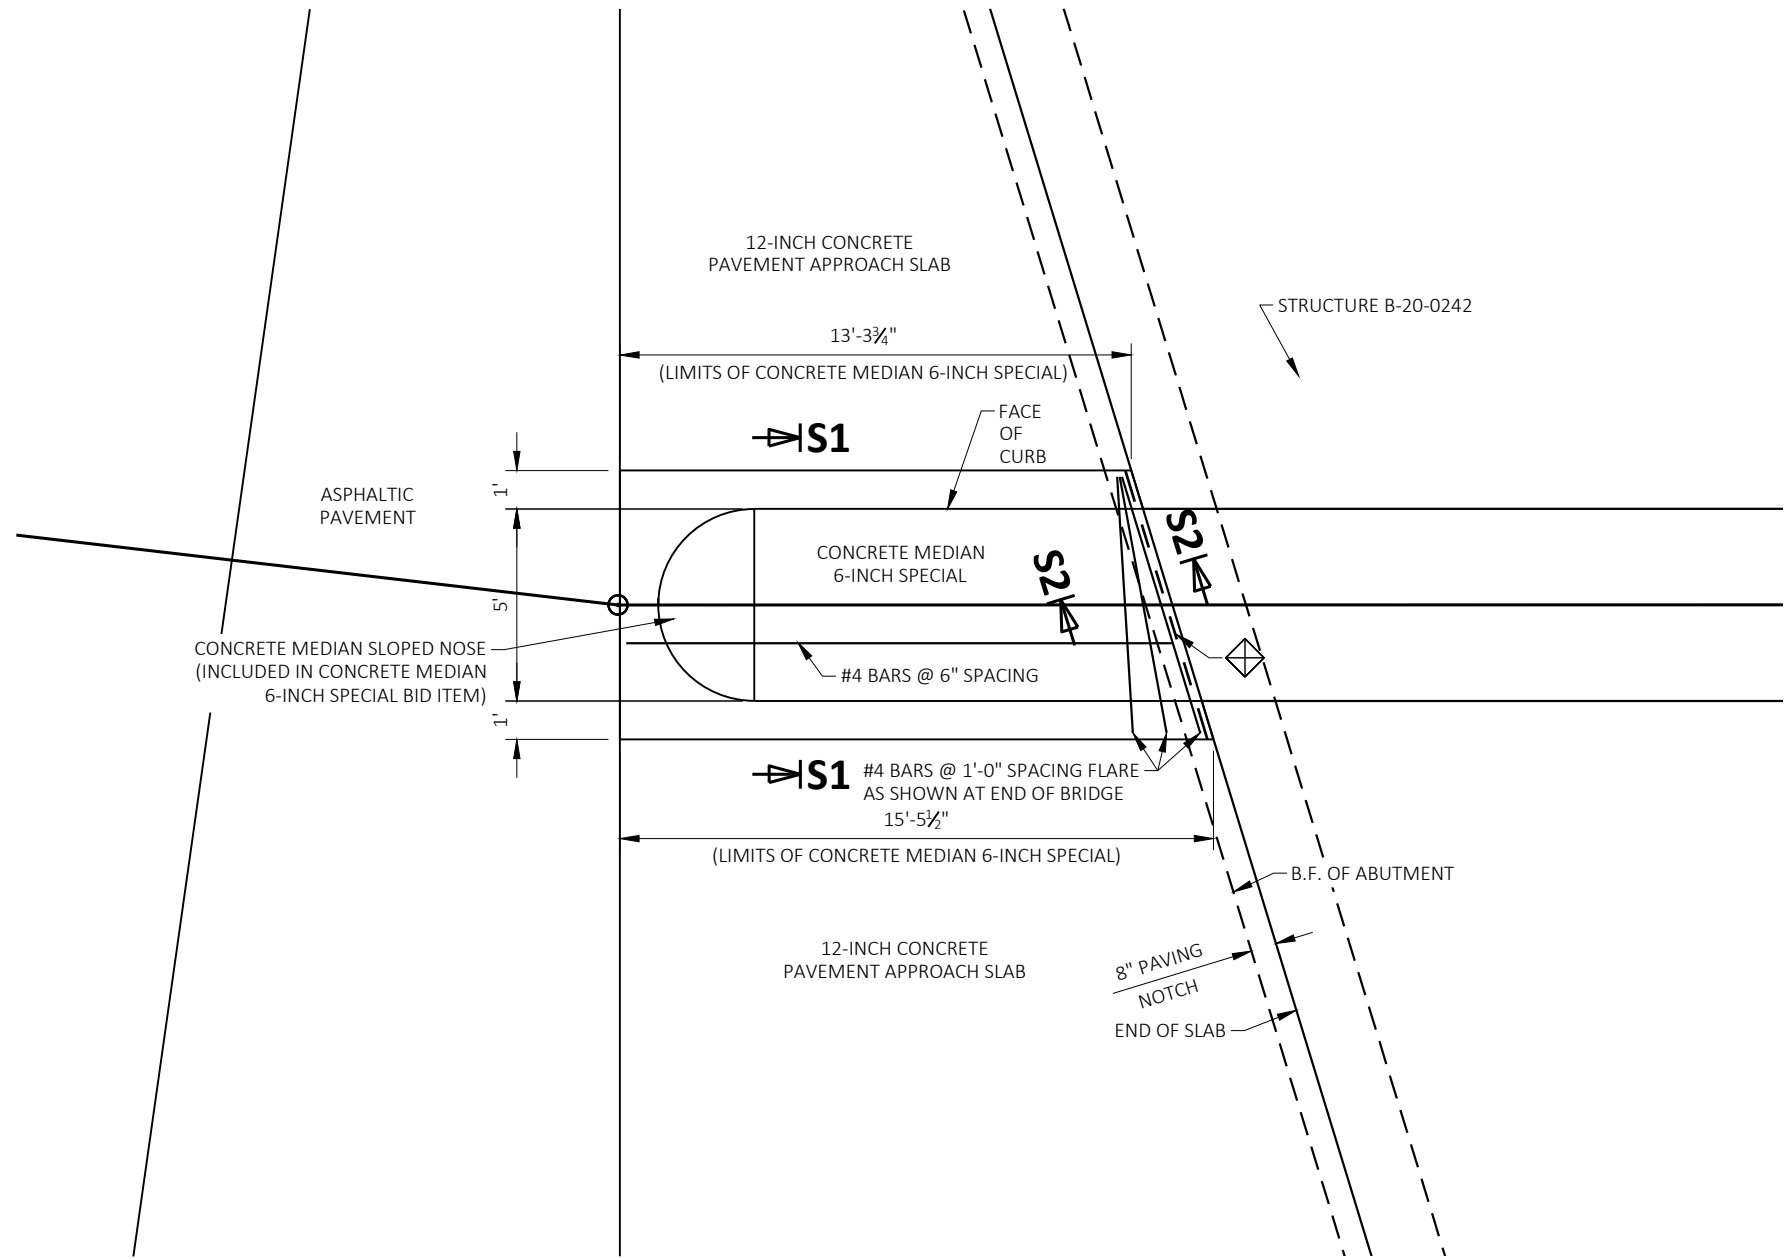 12-INCH CONCRETE
PAVEMENT APPROACH SLAB
STRUCTURE B-20-0242
13'-3¾"
(LIMITS OF CONCRETE MEDIAN 6-INCH SPECIAL)
FACE
OF
CURB
S1
1'
ASPHALTIC
PAVEMENT
S2
CONCRETE MEDIAN
6-INCH SPECIAL
S2
5'
CONCRETE MEDIAN SLOPED NOSE
(INCLUDED IN CONCRETE MEDIAN
6-INCH SPECIAL BID ITEM)
#4 BARS @ 6" SPACING
1'
S1
#4 BARS @ 1'-0" SPACING FLARE
AS SHOWN AT END OF BRIDGE
15'-5½"
(LIMITS OF CONCRETE MEDIAN 6-INCH SPECIAL)
B.F. OF ABUTMENT
12-INCH CONCRETE
PAVEMENT APPROACH SLAB
8" PAVING
NOTCH
END OF SLAB